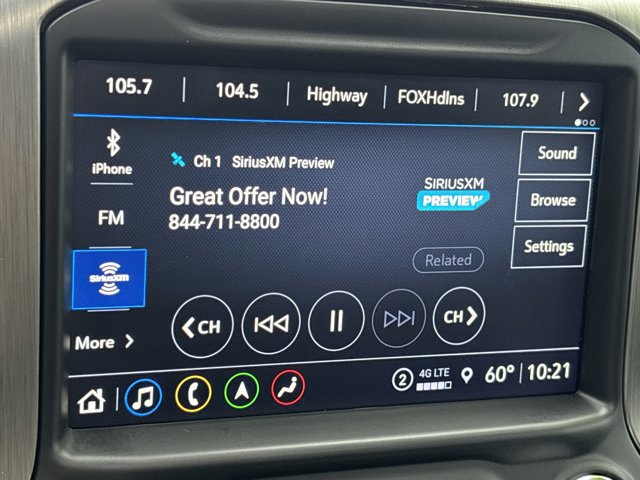 105.7 104.5 Highway FOXHdlns 107.9
iPhone
Ch 1 SiriusXM Preview
Great Offer Now!
844-711-8800
SIRIUSXM
PREVIEW
Sound
Browse
Settings
FM
SiriusXM
Related
More
CH
CH
2 4G LTE 60° 10:21